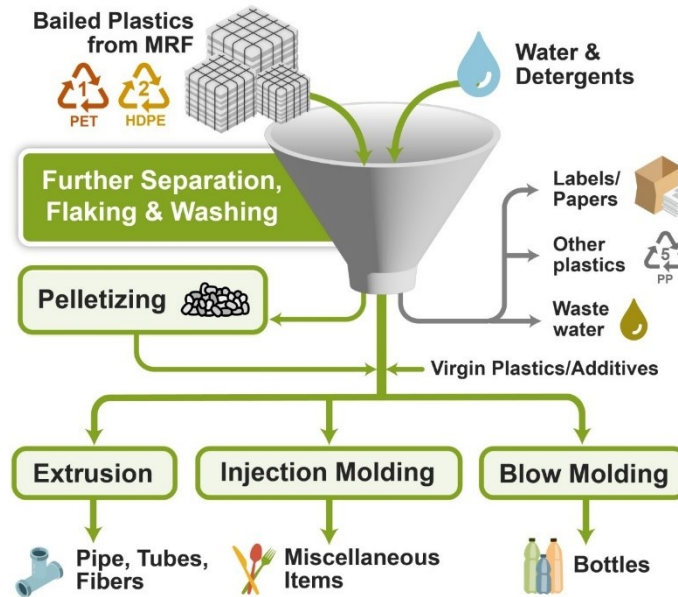 Bailed Plastics
from MRF
1
PET
2
HDPE
Water &
Detergents
Further Separation,
Flaking & Washing
Labels/
Papers
Other
plastics
5
PP
Waste
water
Pelletizing
Virgin Plastics/Additives
Extrusion
Injection Molding
Blow Molding
Pipe, Tubes,
Fibers
Miscellaneous
Items
Bottles